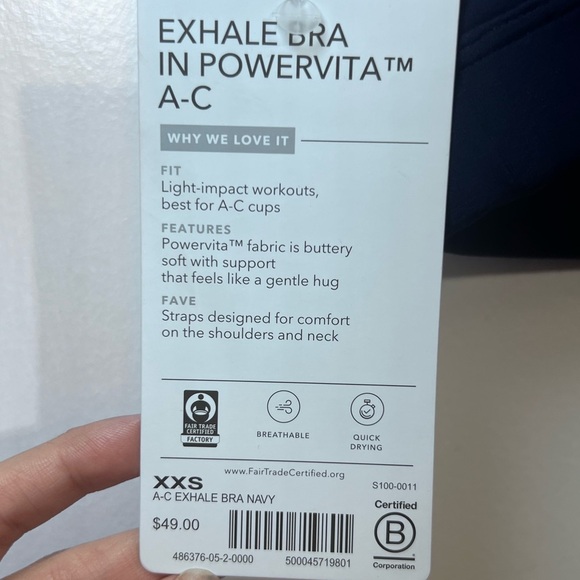 EXHALE BRA
IN POWERVITA™
A-C
WHY WE LOVE IT
FIT
Light-impact workouts,
best for A-C cups
FEATURES
Powervita™ fabric is buttery
soft with support
that feels like a gentle hug
FAVE
Straps designed for comfort
on the shoulders and neck
FAIR TRADE
CERTIFIED
FACTORY
BREATHABLE
QUICK
DRYING
www.FairTradeCertified.org
XXS
S100-0011
A-C EXHALE BRA NAVY
$49.00
486376-05-2-0000
500045719801
Certified
B
Corporation